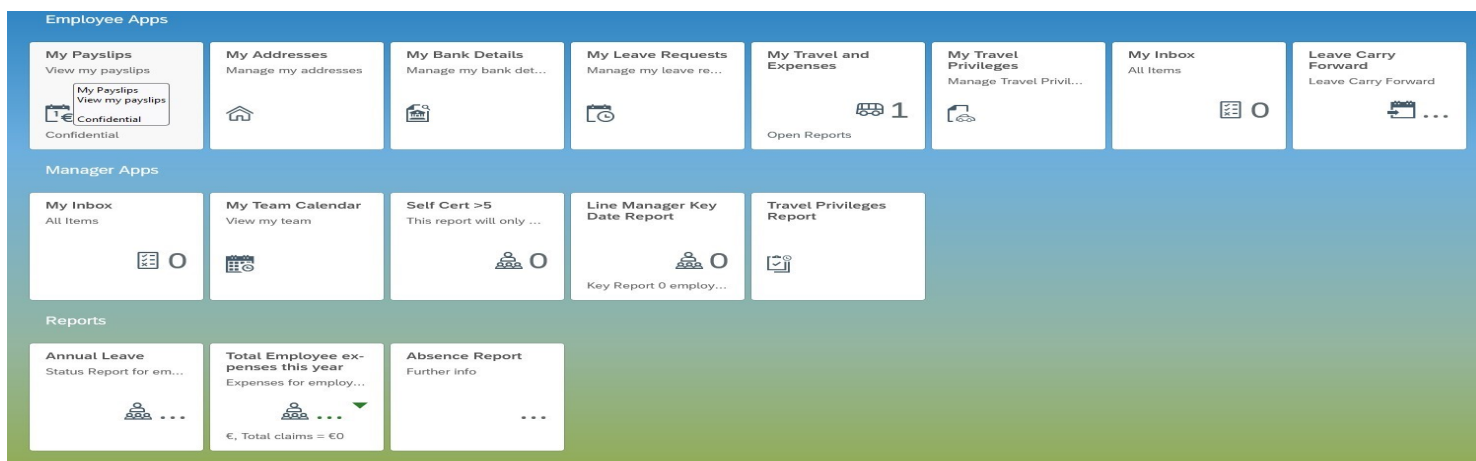 Employee Apps
My Payslips
View my payslips
My Payslips
View my payslips
Confidential
1 €
Confidential
My Addresses
Manage my addresses
My Bank Details
Manage my bank det...
My Leave Requests
Manage my leave re...
My Travel and
Expenses
1
Open Reports
My Travel
Privileges
Manage Travel Privil...
My Inbox
All Items
0
Leave Carry
Forward
Leave Carry Forward
...
Manager Apps
My Inbox
All Items
0
My Team Calendar
View my team
Self Cert >5
This report will only ...
0
Line Manager Key
Date Report
0
Key Report 0 employ...
Travel Privileges
Report
Reports
Annual Leave
Status Report for em...
...
Total Employee ex-
penses this year
Expenses for employ...
...
€, Total claims = €0
Absence Report
Further info
...